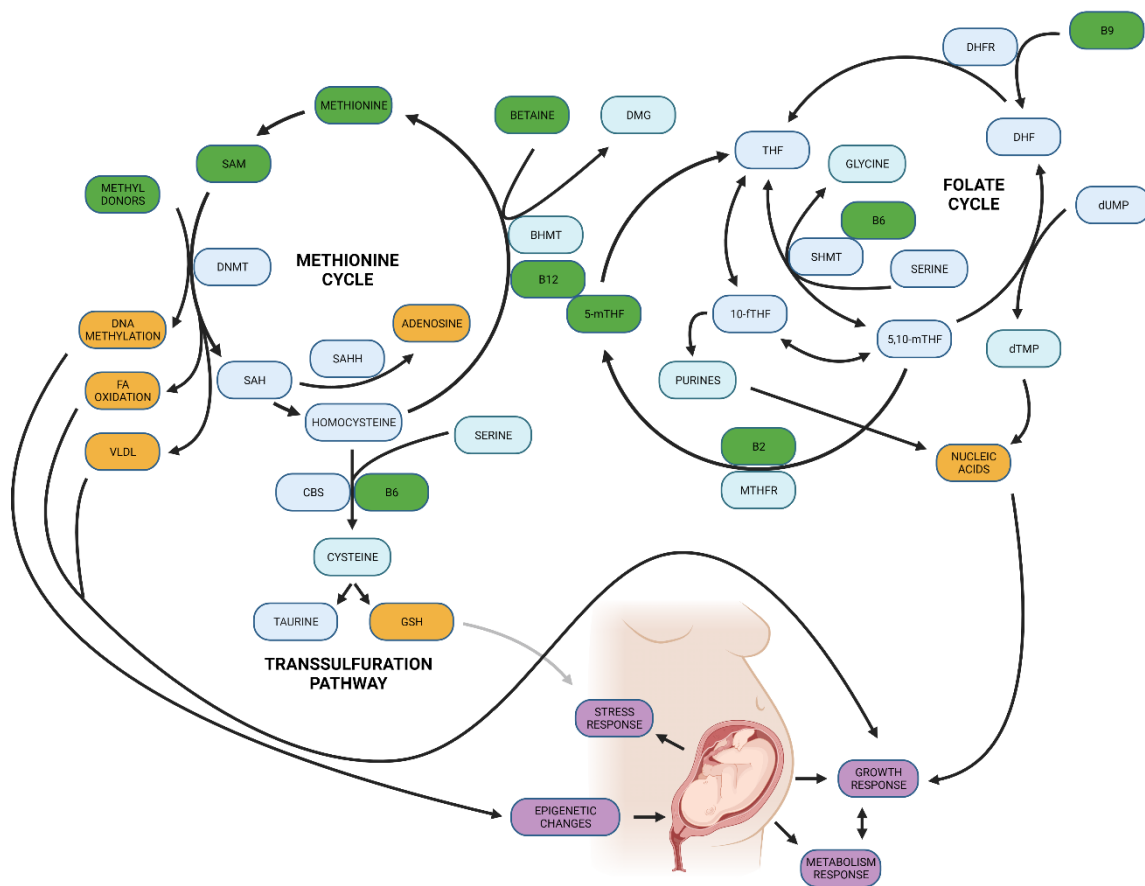 B9
DHFR
METHIONINE
BETAINE
DMG
THF
DHF
SAM
GLYCINE
METHYL
DONORS
FOLATE
CYCLE
dUMP
B6
BHMT
SHMT
DNMT
METHIONINE
CYCLE
SERINE
B12
5-mTHF
10-fTHF
DNA
METHYLATION
ADENOSINE
5,10-mTHF
dTMP
SAHH
SAH
PURINES
FA
OXIDATION
HOMOCYSTEINE
SERINE
VLDL
B2
NUCLEIC
ACIDS
CBS
B6
MTHFR
CYSTEINE
TAURINE
GSH
TRANSSULFURATION
PATHWAY
STRESS
RESPONSE
GROWTH
RESPONSE
EPIGENETIC
CHANGES
METABOLISM
RESPONSE